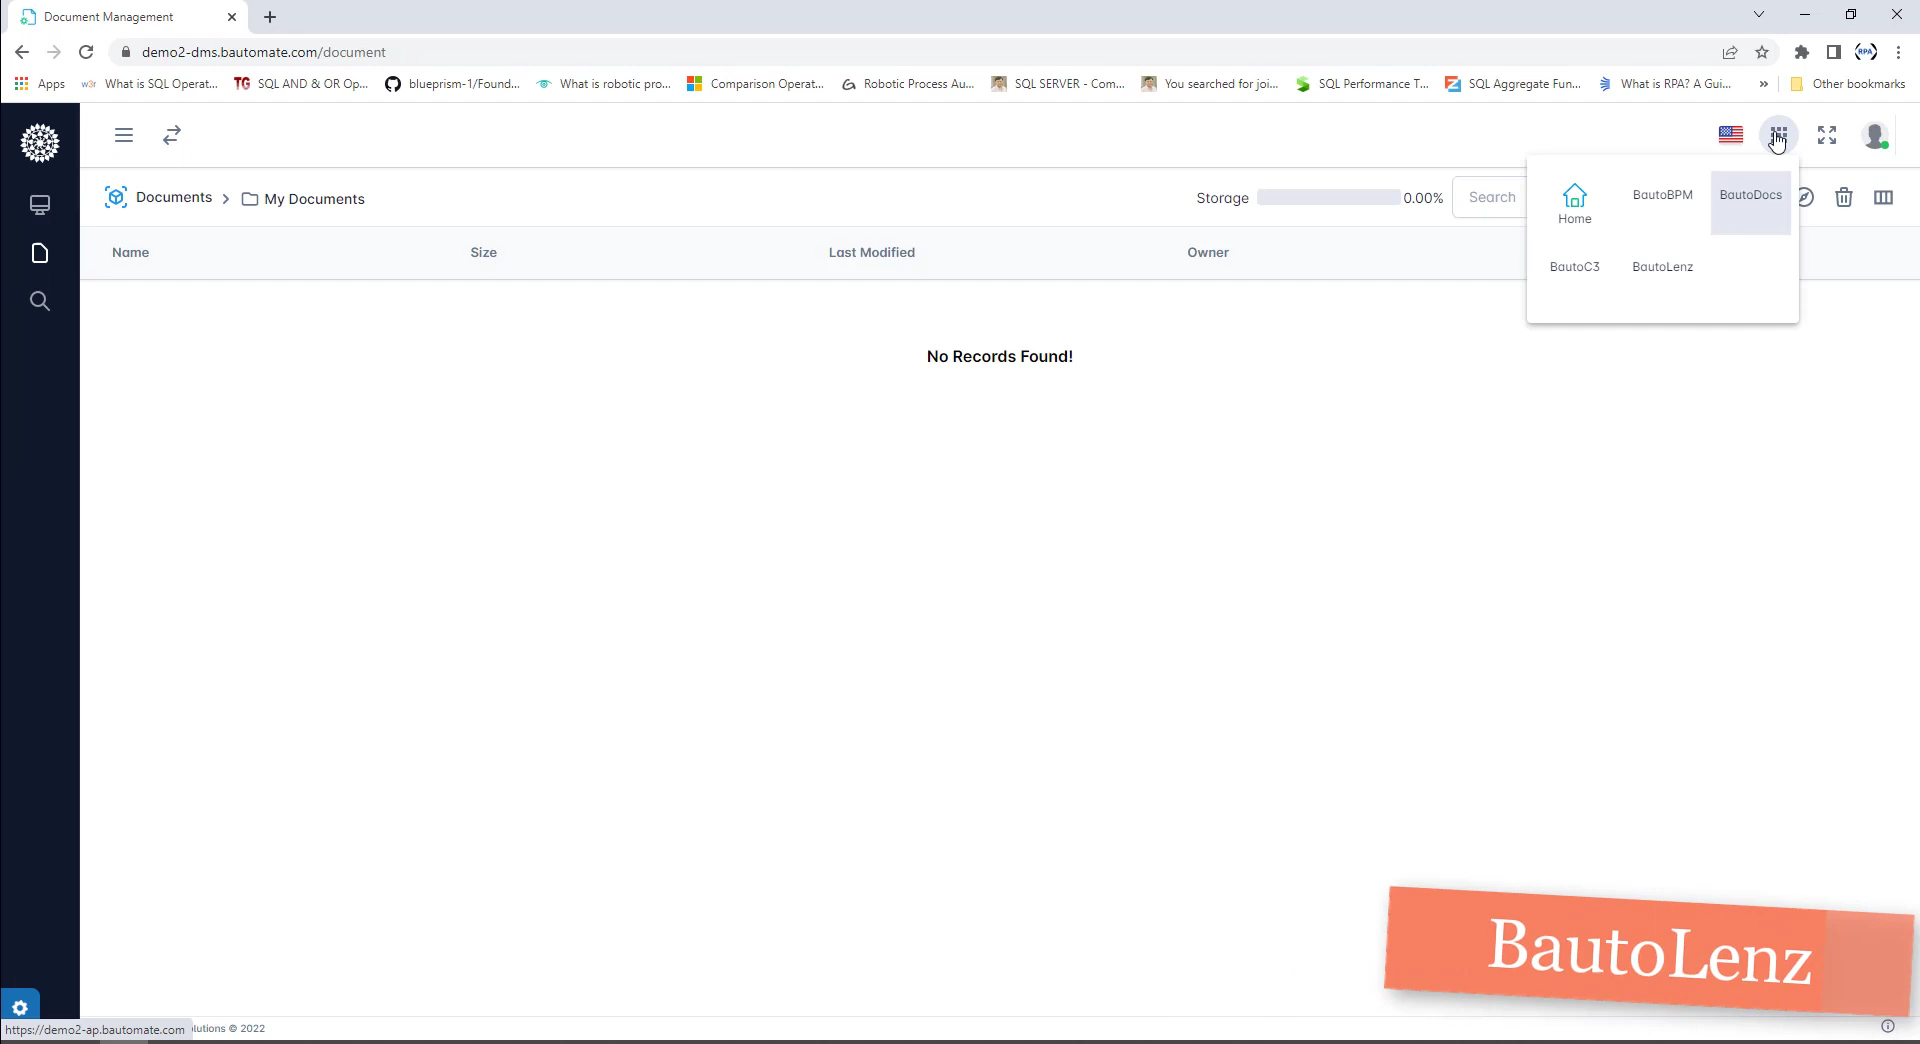 Document Management
demo2-dms.bautomate.com/document
Apps
w3r What is SQL Operat...
TG SQL AND & OR Op...
blueprism-1/Found...
What is robotic pro...
Comparison Operat...
Robotic Process Au...
SQL SERVER - Com...
You searched for joi...
SQL Performance T...
SQL Aggregate Fun...
What is RPA? A Gui...
»
Other bookmarks
(RPA)
Documents > My Documents
Storage 0.00%
Search
Home
BautoBPM
BautoDocs
BautoC3
BautoLenz
Name Size Last Modified Owner
No Records Found!
BautoLenz
https://demo2-ap.bautomate.com
lutions © 2022